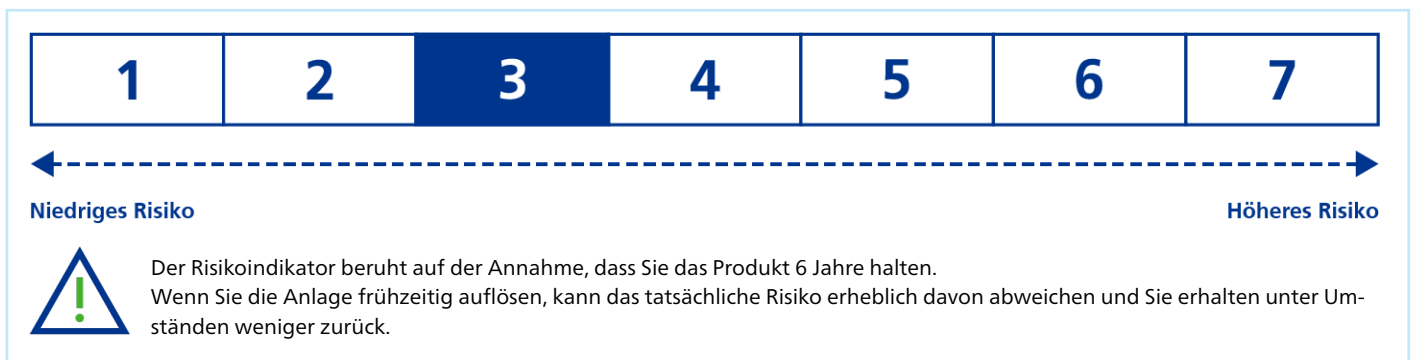 1 2 3 4 5 6 7
Niedriges Risiko Höheres Risiko
Der Risikoindikator beruht auf der Annahme, dass Sie das Produkt 6 Jahre halten.
Wenn Sie die Anlage frühzeitig auflösen, kann das tatsächliche Risiko erheblich davon abweichen und Sie erhalten unter Um-
ständen weniger zurück.